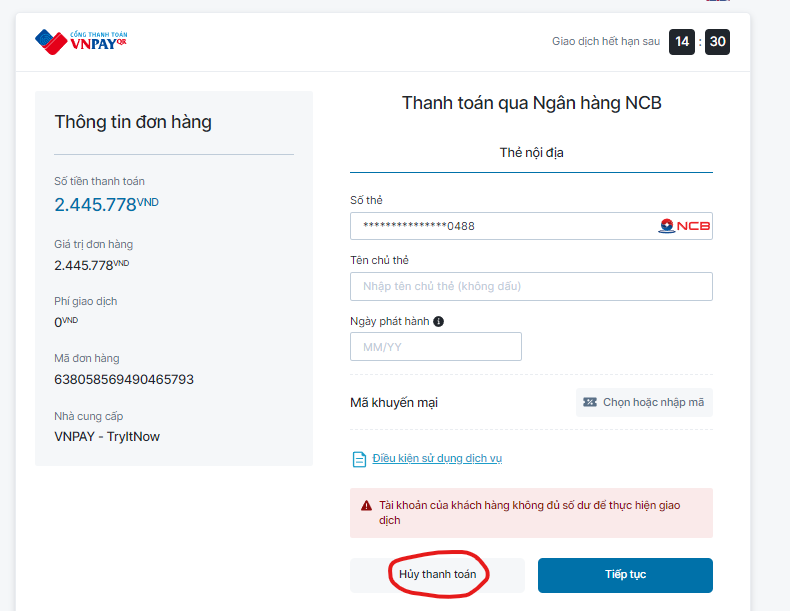 CỔNG THANH TOÁN
VNPAYQR
Giao dịch hết hạn sau 14 : 30
Thông tin đơn hàng
Số tiền thanh toán
2.445.778VND
Giá trị đơn hàng
2.445.778VND
Phí giao dịch
0VND
Mã đơn hàng
638058569490465793
Nhà cung cấp
VNPAY - TryItNow
Thanh toán qua Ngân hàng NCB
Thẻ nội địa
Số thẻ
***************0488 NCB
Tên chủ thẻ
Nhập tên chủ thẻ (không dấu)
Ngày phát hành
MM/YY
Mã khuyến mại Chọn hoặc nhập mã
Điều kiện sử dụng dịch vụ
Tài khoản của khách hàng không đủ số dư để thực hiện giao
dịch
Hủy thanh toán Tiếp tục